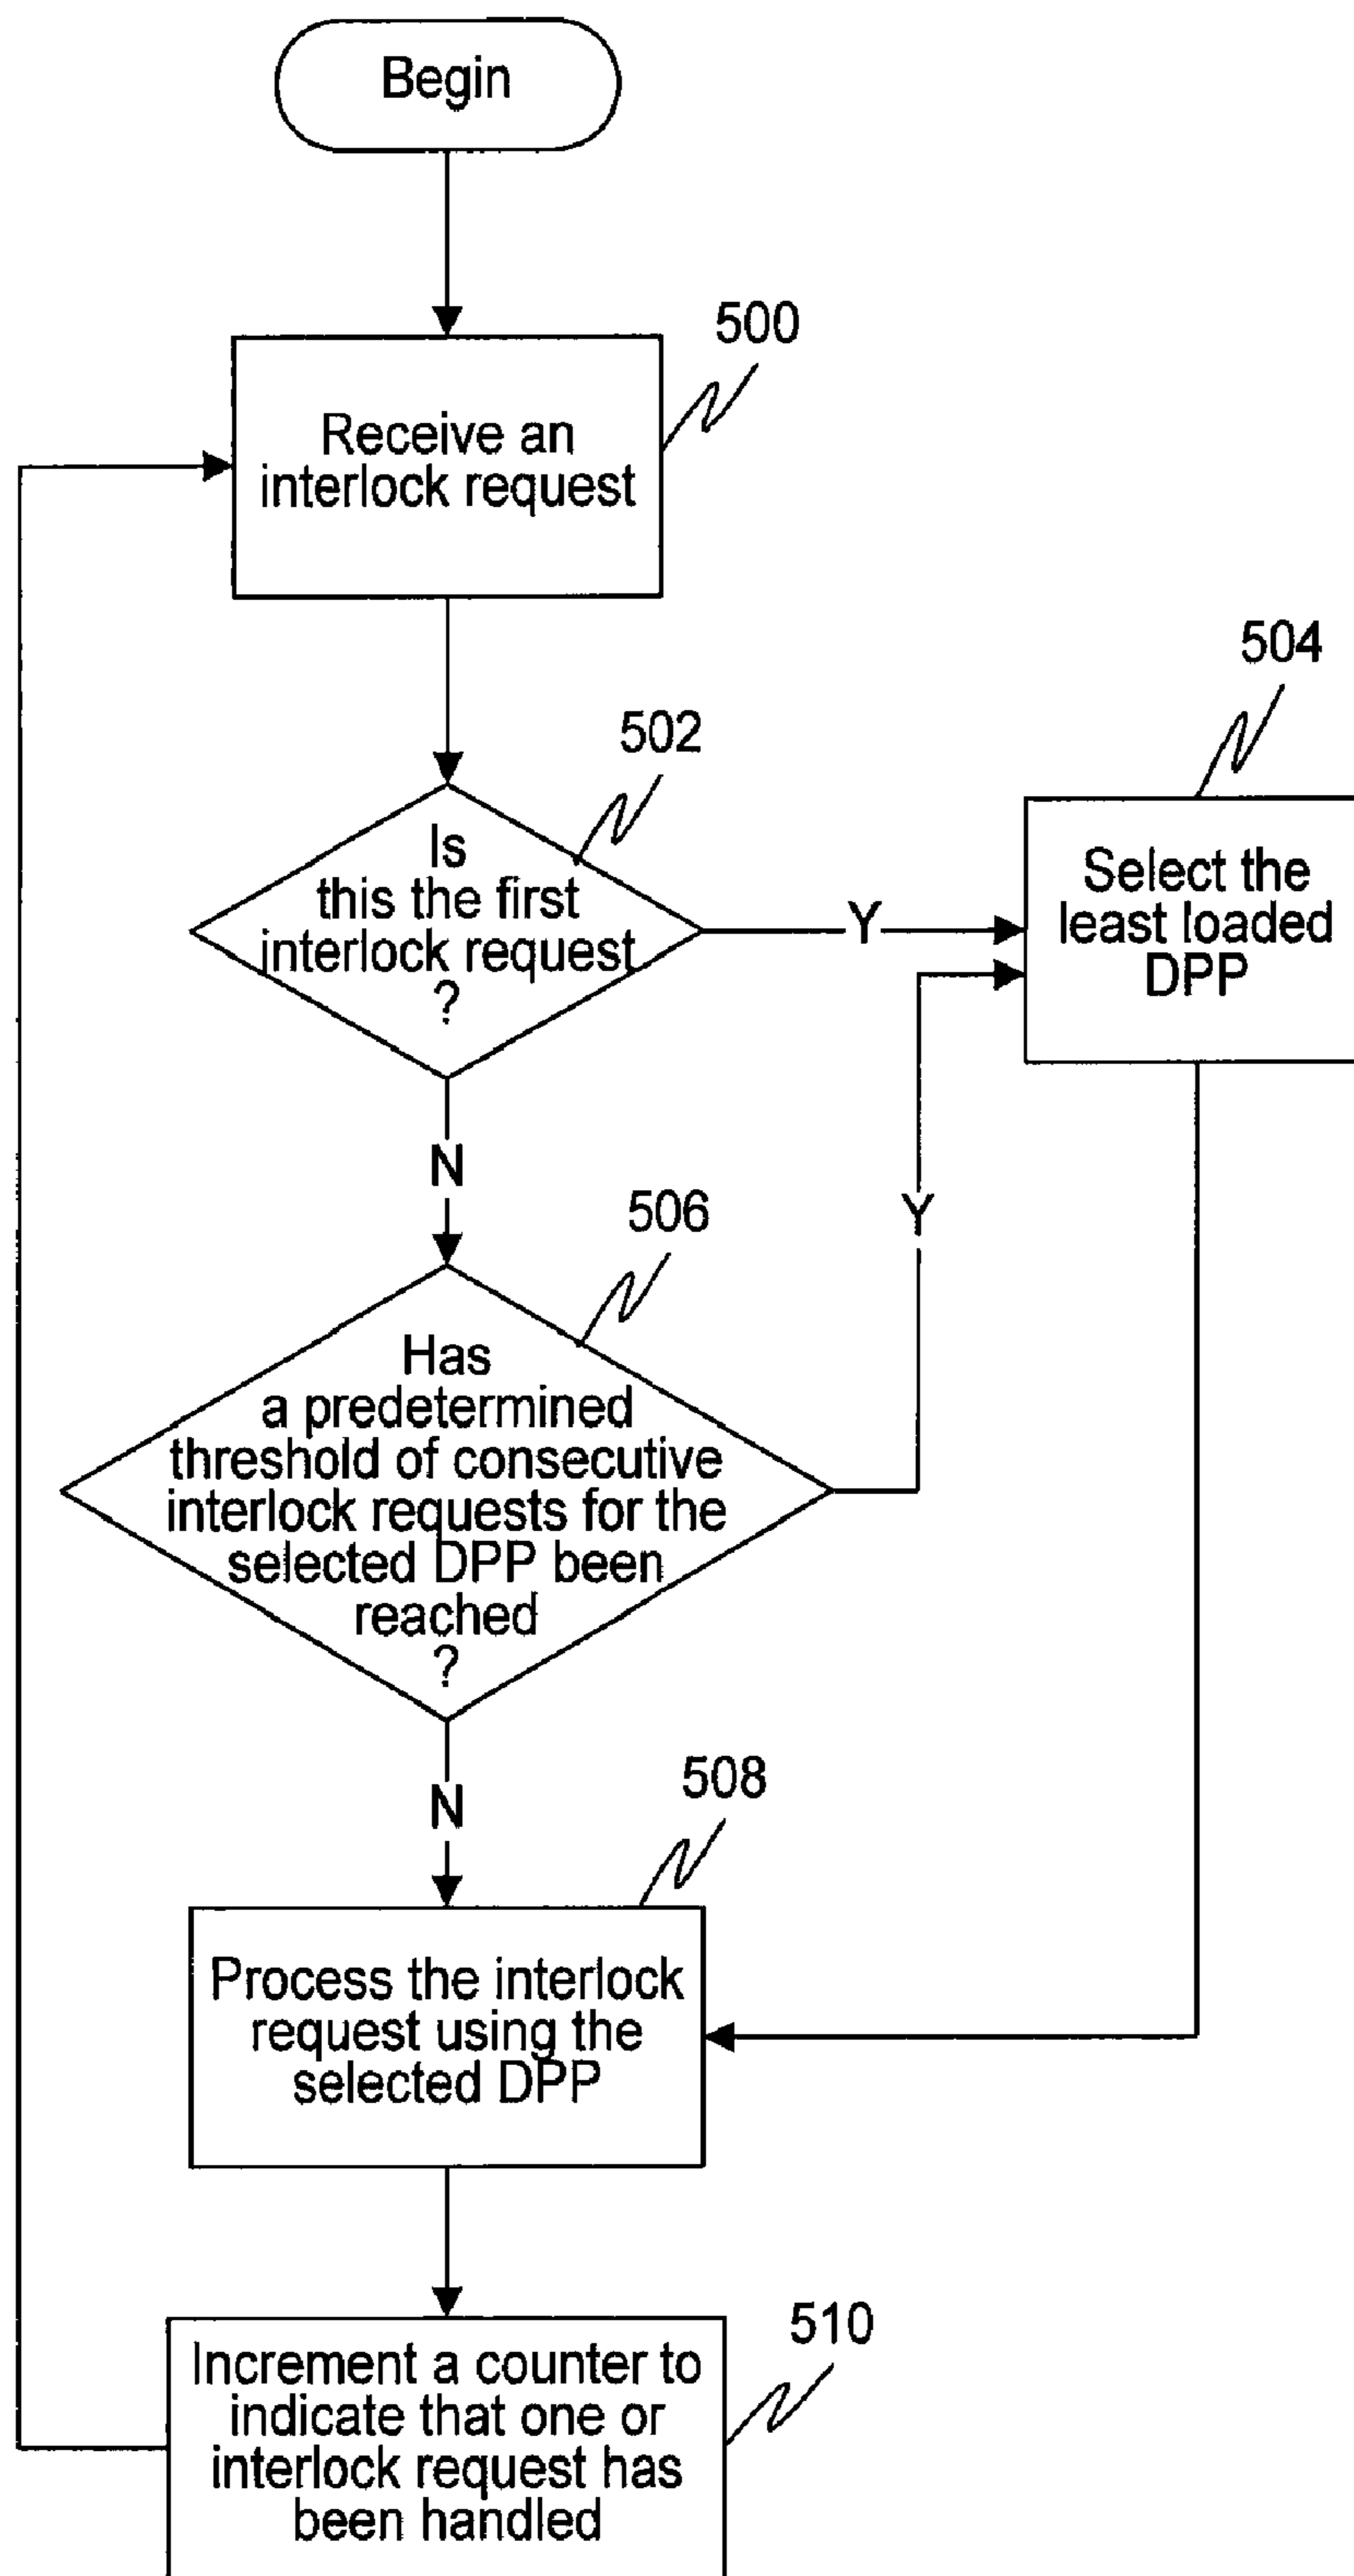 Begin
500
Receive an
interlock request
504
502
Is
this the first
interlock request
?
Y
Select the
least loaded
DPP
N
Y
506
Has
a predetermined
threshold of consecutive
interlock requests for the
selected DPP been
reached
?
N
508
Process the interlock
request using the
selected DPP
510
Increment a counter to
indicate that one or
interlock request has
been handled